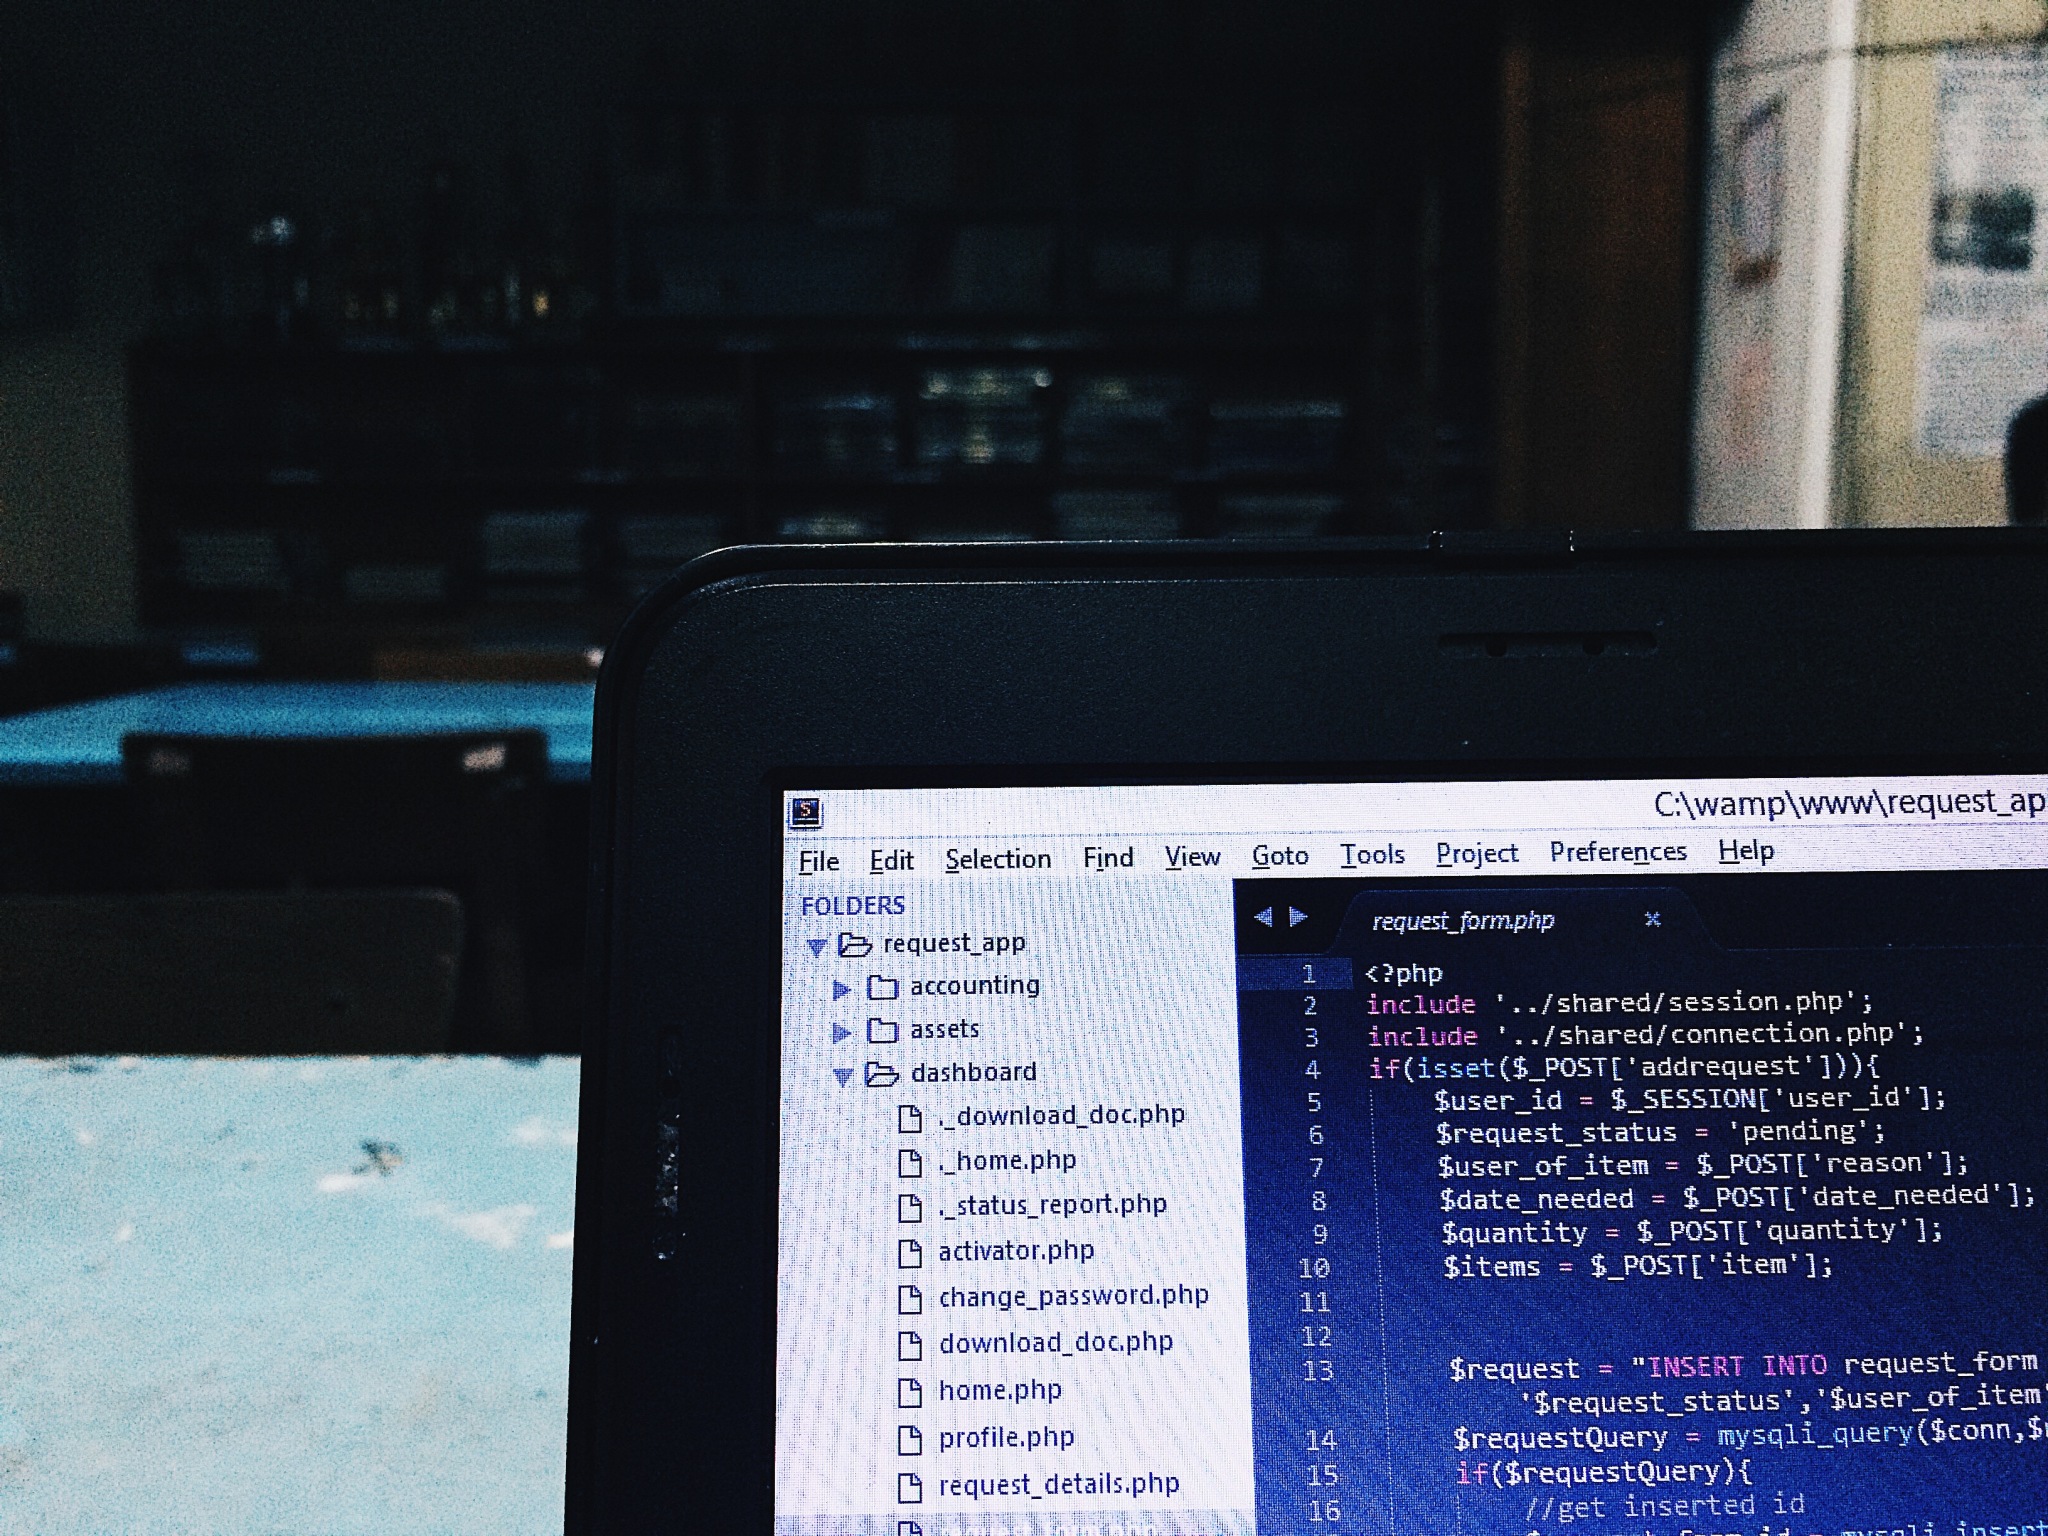 C:\wamp\www\request_ap
File Edit Selection Find View Goto Tools Project Preferences Help
FOLDERS
request_app
accounting
assets
dashboard
._download_doc.php
._home.php
._status_report.php
activator.php
change_password.php
download_doc.php
home.php
profile.php
request_details.php
request_form.php
1 <?php
2 include '../shared/session.php';
3 include '../shared/connection.php';
4 if(isset($_POST['addrequest'])){
5 $user_id = $_SESSION['user_id'];
6 $request_status = 'pending';
7 $user_of_item = $_POST['reason'];
8 $date_needed = $_POST['date_needed'];
9 $quantity = $_POST['quantity'];
10 $items = $_POST['item'];
11
12
13 $request = "INSERT INTO request_form
'$request_status','$user_of_item'
14 $requestQuery = mysqli_query($conn,$
15 if($requestQuery){
16 //get inserted id